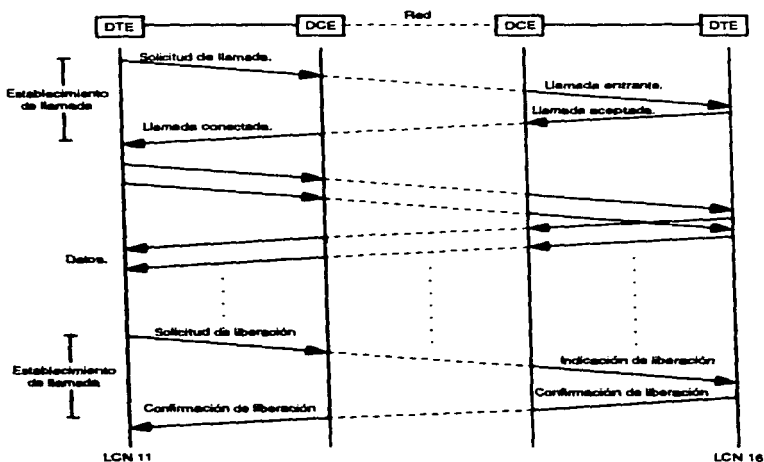 Red
DTE
DCE
DCE
DTE
Solicitud de llamada.
Establecimiento
de llamada
Llamada entrante.
Llamada aceptada.
Llamada conectada.
Datos.
Solicitud de liberación
Indicación de liberación
Establecimiento
de llamada
Confirmación de liberación
Confirmación de liberación
LCN 11
LCN 16